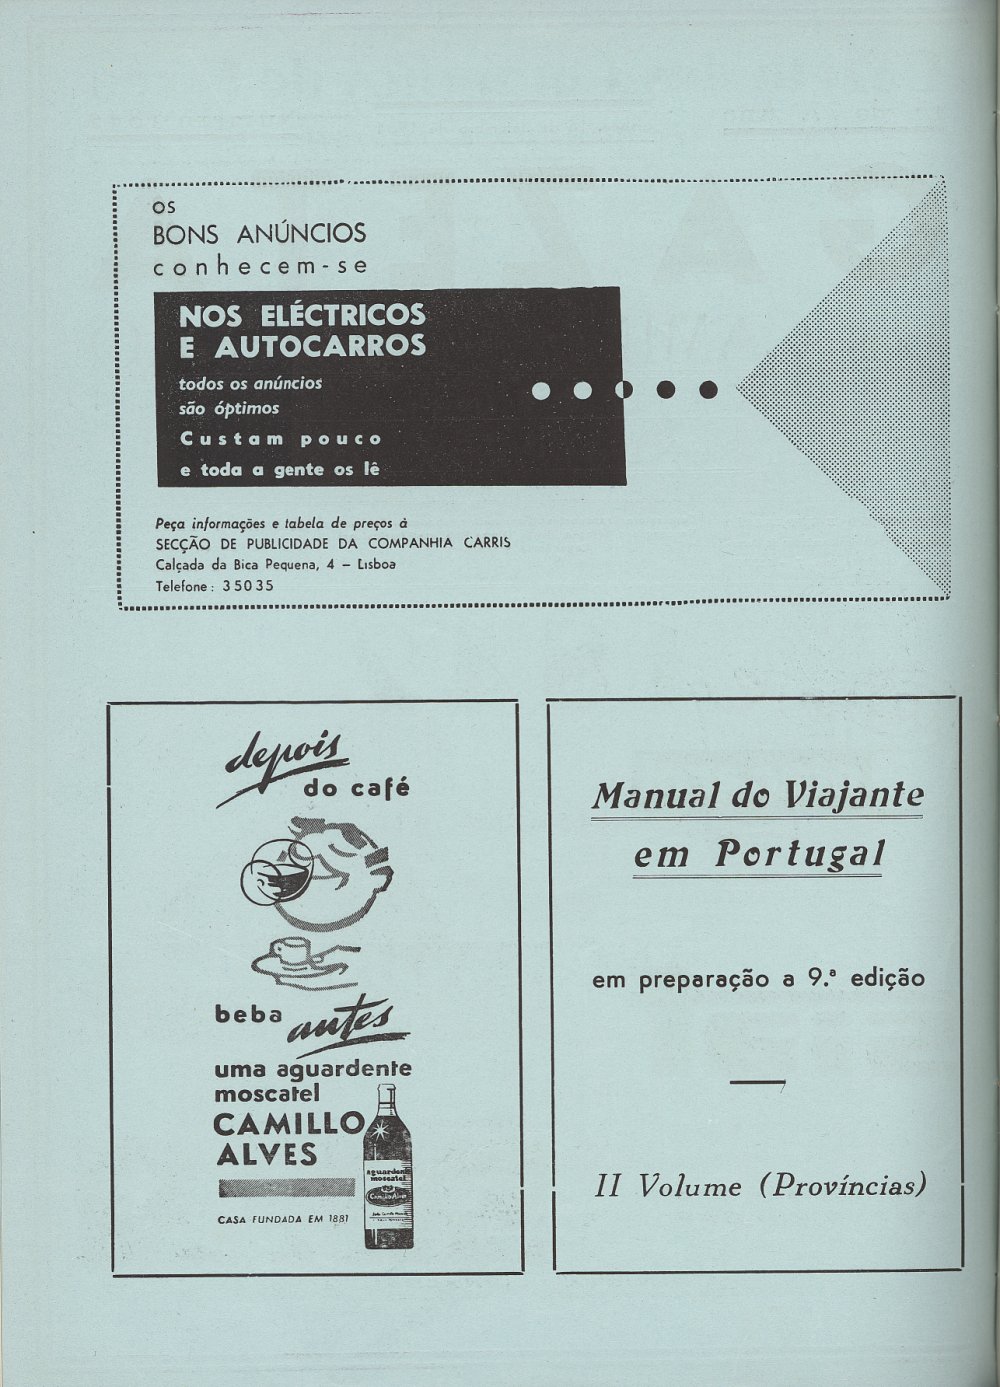 OS
BONS ANÚNCIOS
conhecem-se
NOS ELÉCTRICOS
E AUTOCARROS
todos os anúncios
são óptimos
Custam pouco
e toda a gente os lê
Peça informações e tabela de preços à
SECÇÃO DE PUBLICIDADE DA COMPANHIA CARRIS
Calçada da Bica Pequena, 4 — Lisboa
Telefone: 35035
depois
do café
beba antes
uma aguardente
moscatel
CAMILLO
ALVES
aguardente
moscatel
Camillo Alves
CASA FUNDADA EM 1881
Manual do Viajante
em Portugal
em preparação a 9.ª edição
II Volume (Províncias)